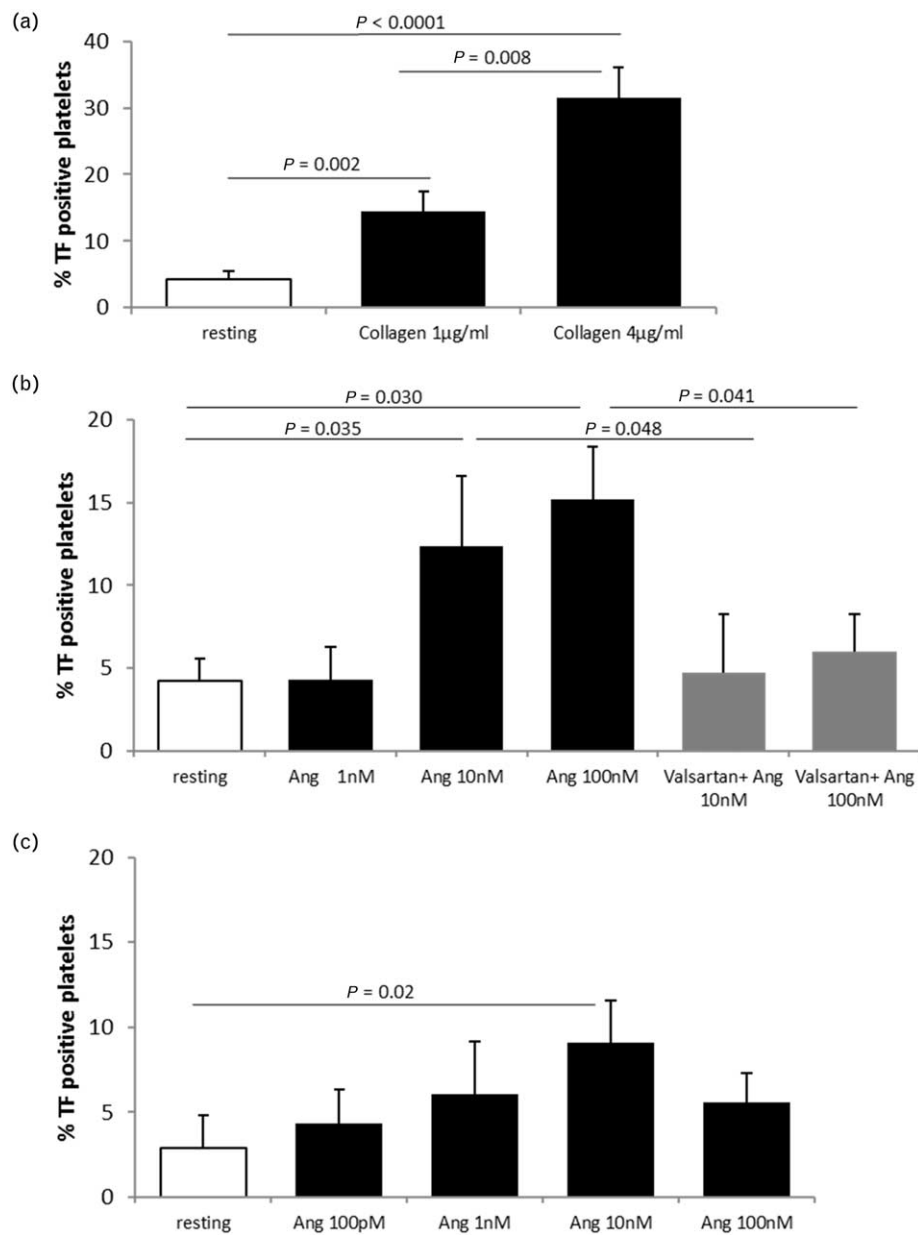 (a)
P < 0.0001
P = 0.008
P = 0.002
% TF positive platelets
40
30
20
10
0
resting
Collagen 1µg/ml
Collagen 4µg/ml
(b)
P = 0.030
P = 0.041
P = 0.035
P = 0.048
% TF positive platelets
20
15
10
5
0
resting
Ang 1nM
Ang 10nM
Ang 100nM
Valsartan+ Ang
10nM
Valsartan+ Ang
100nM
(c)
% TF positive platelets
20
15
10
5
0
P = 0.02
resting
Ang 100pM
Ang 1nM
Ang 10nM
Ang 100nM